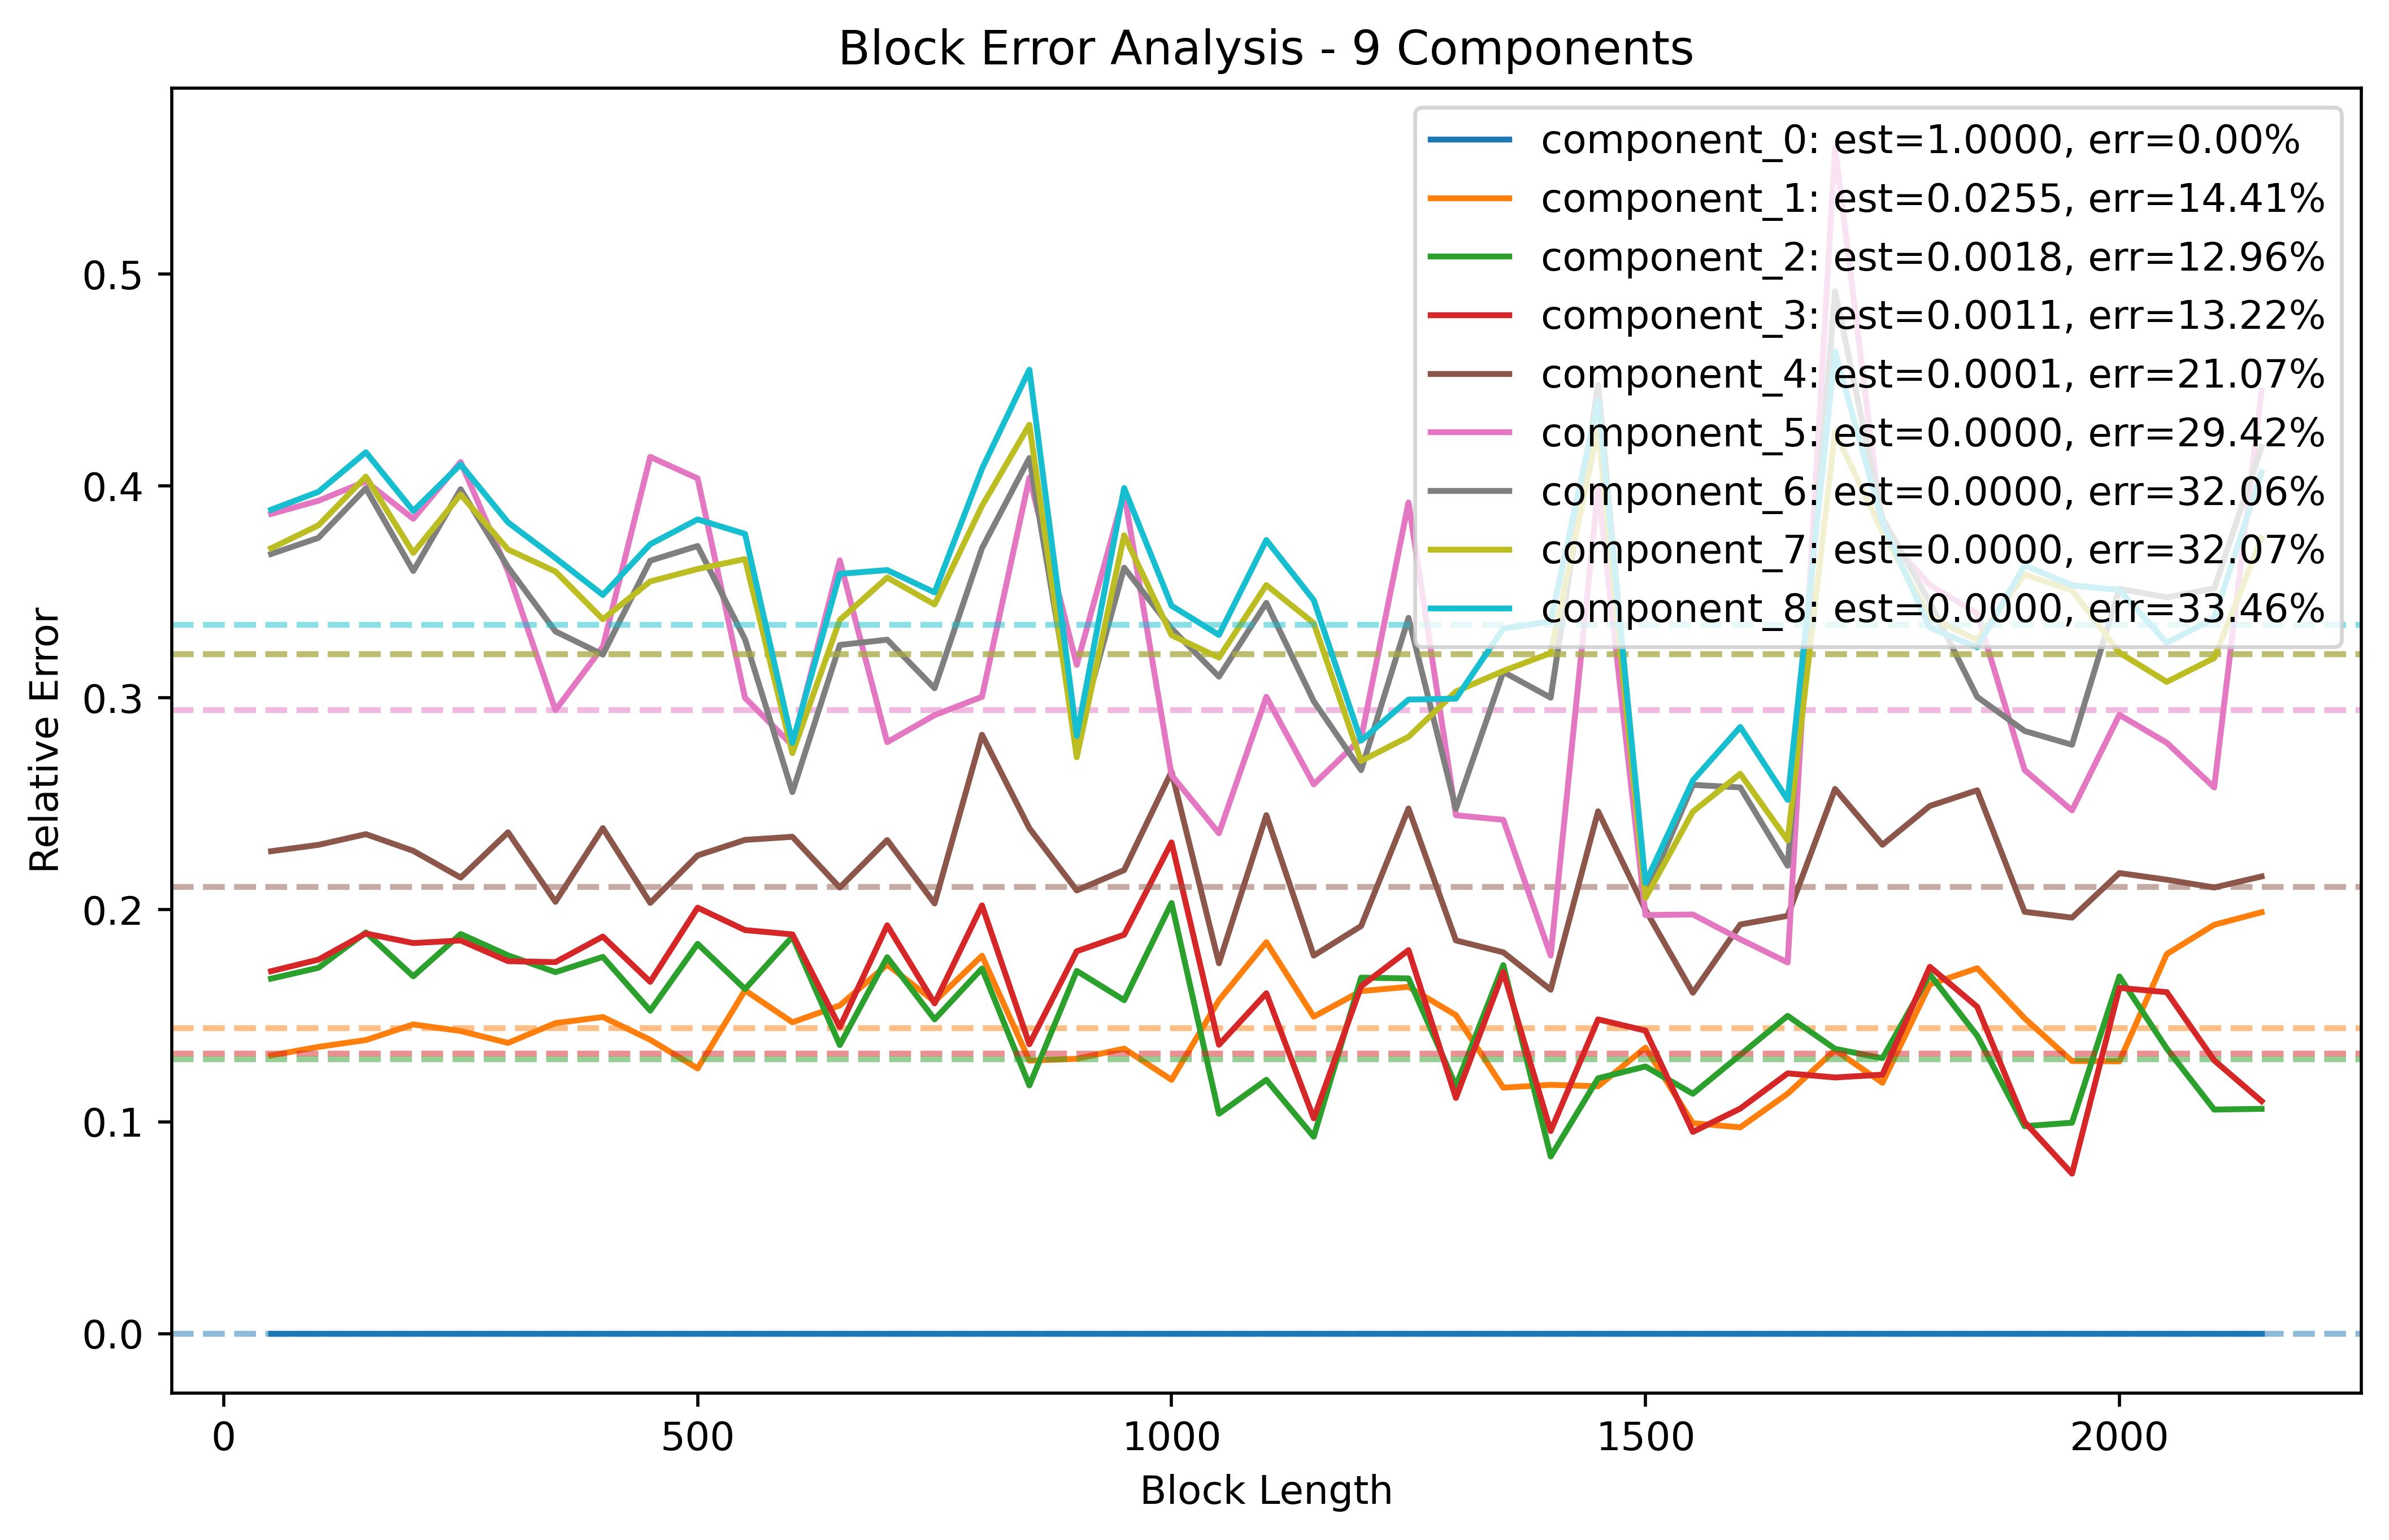 Block Error Analysis - 9 Components
component_0: est=1.0000, err=0.00%
component_1: est=0.0255, err=14.41%
component_2: est=0.0018, err=12.96%
component_3: est=0.0011, err=13.22%
component_4: est=0.0001, err=21.07%
component_5: est=0.0000, err=29.42%
component_6: est=0.0000, err=32.06%
component_7: est=0.0000, err=32.07%
component_8: est=0.0000, err=33.46%
Relative Error
0.5
0.4
0.3
0.2
0.1
0.0
0
500
1000
1500
2000
Block Length